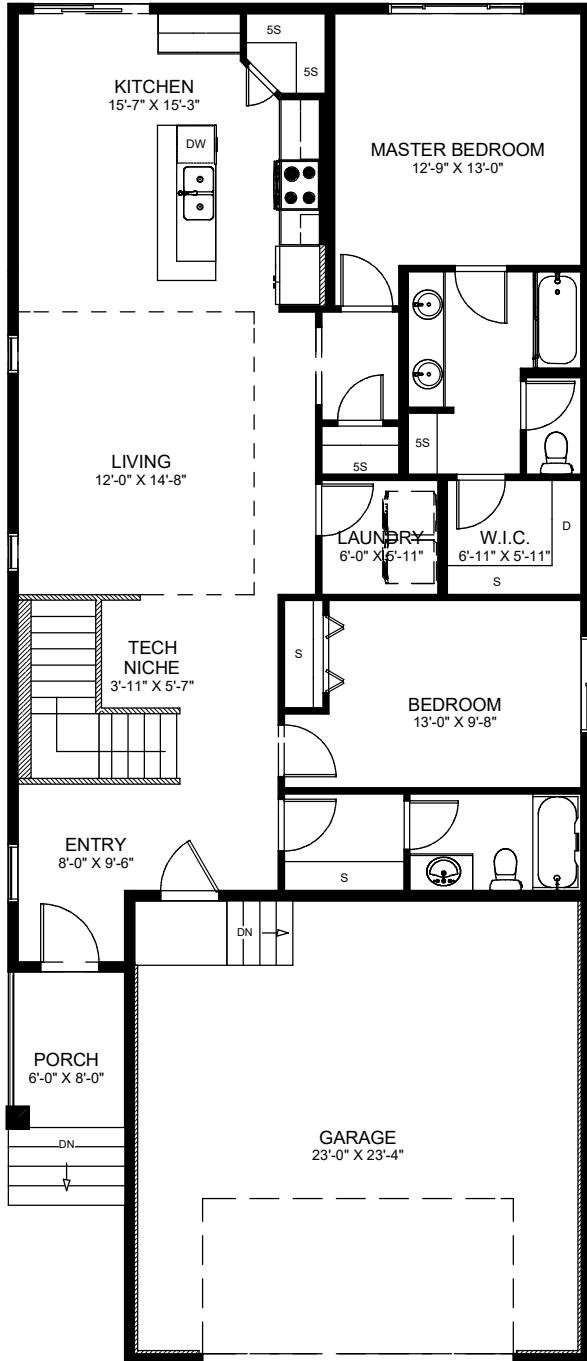 5S
5S
KITCHEN
15'-7" X 15'-3"
DW
MASTER BEDROOM
12'-9" X 13'-0"
5S
5S
LIVING
12'-0" X 14'-8"
LAUNDRY
6'-0" X 5'-11"
W.I.C.
6'-11" X 5'-11"
D
S
TECH
NICHE
3'-11" X 5'-7"
S
BEDROOM
13'-0" X 9'-8"
ENTRY
8'-0" X 9'-6"
S
DN
PORCH
6'-0" X 8'-0"
DN
GARAGE
23'-0" X 23'-4"